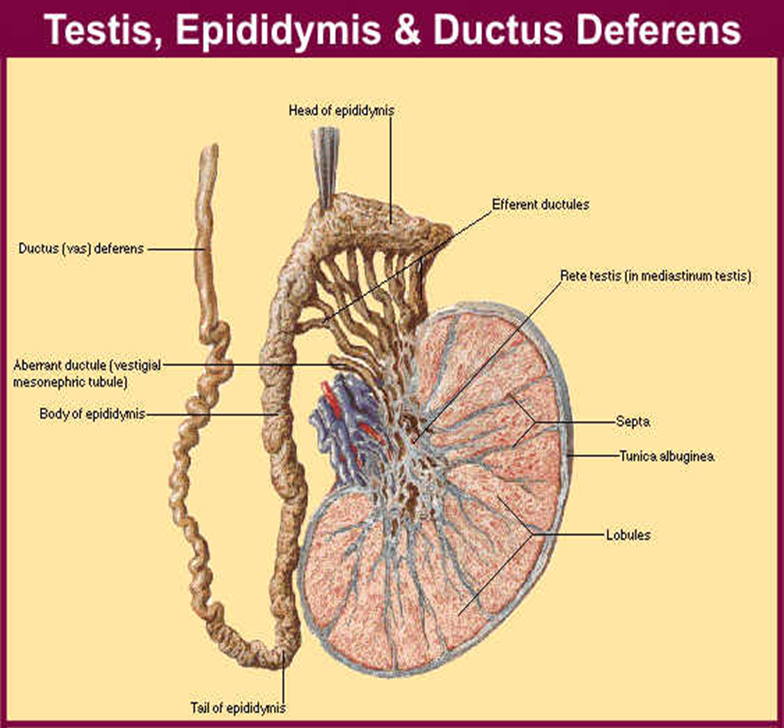 Testis, Epididymis & Ductus Deferens
Head of epididymis
Efferent ductules
Ductus (vas) deferens
Rete testis (in mediastinum testis)
Aberrant ductule (vestigial
mesonephric tubule)
Body of epididymis
Septa
Tunica albuginea
Lobules
Tail of epididymis